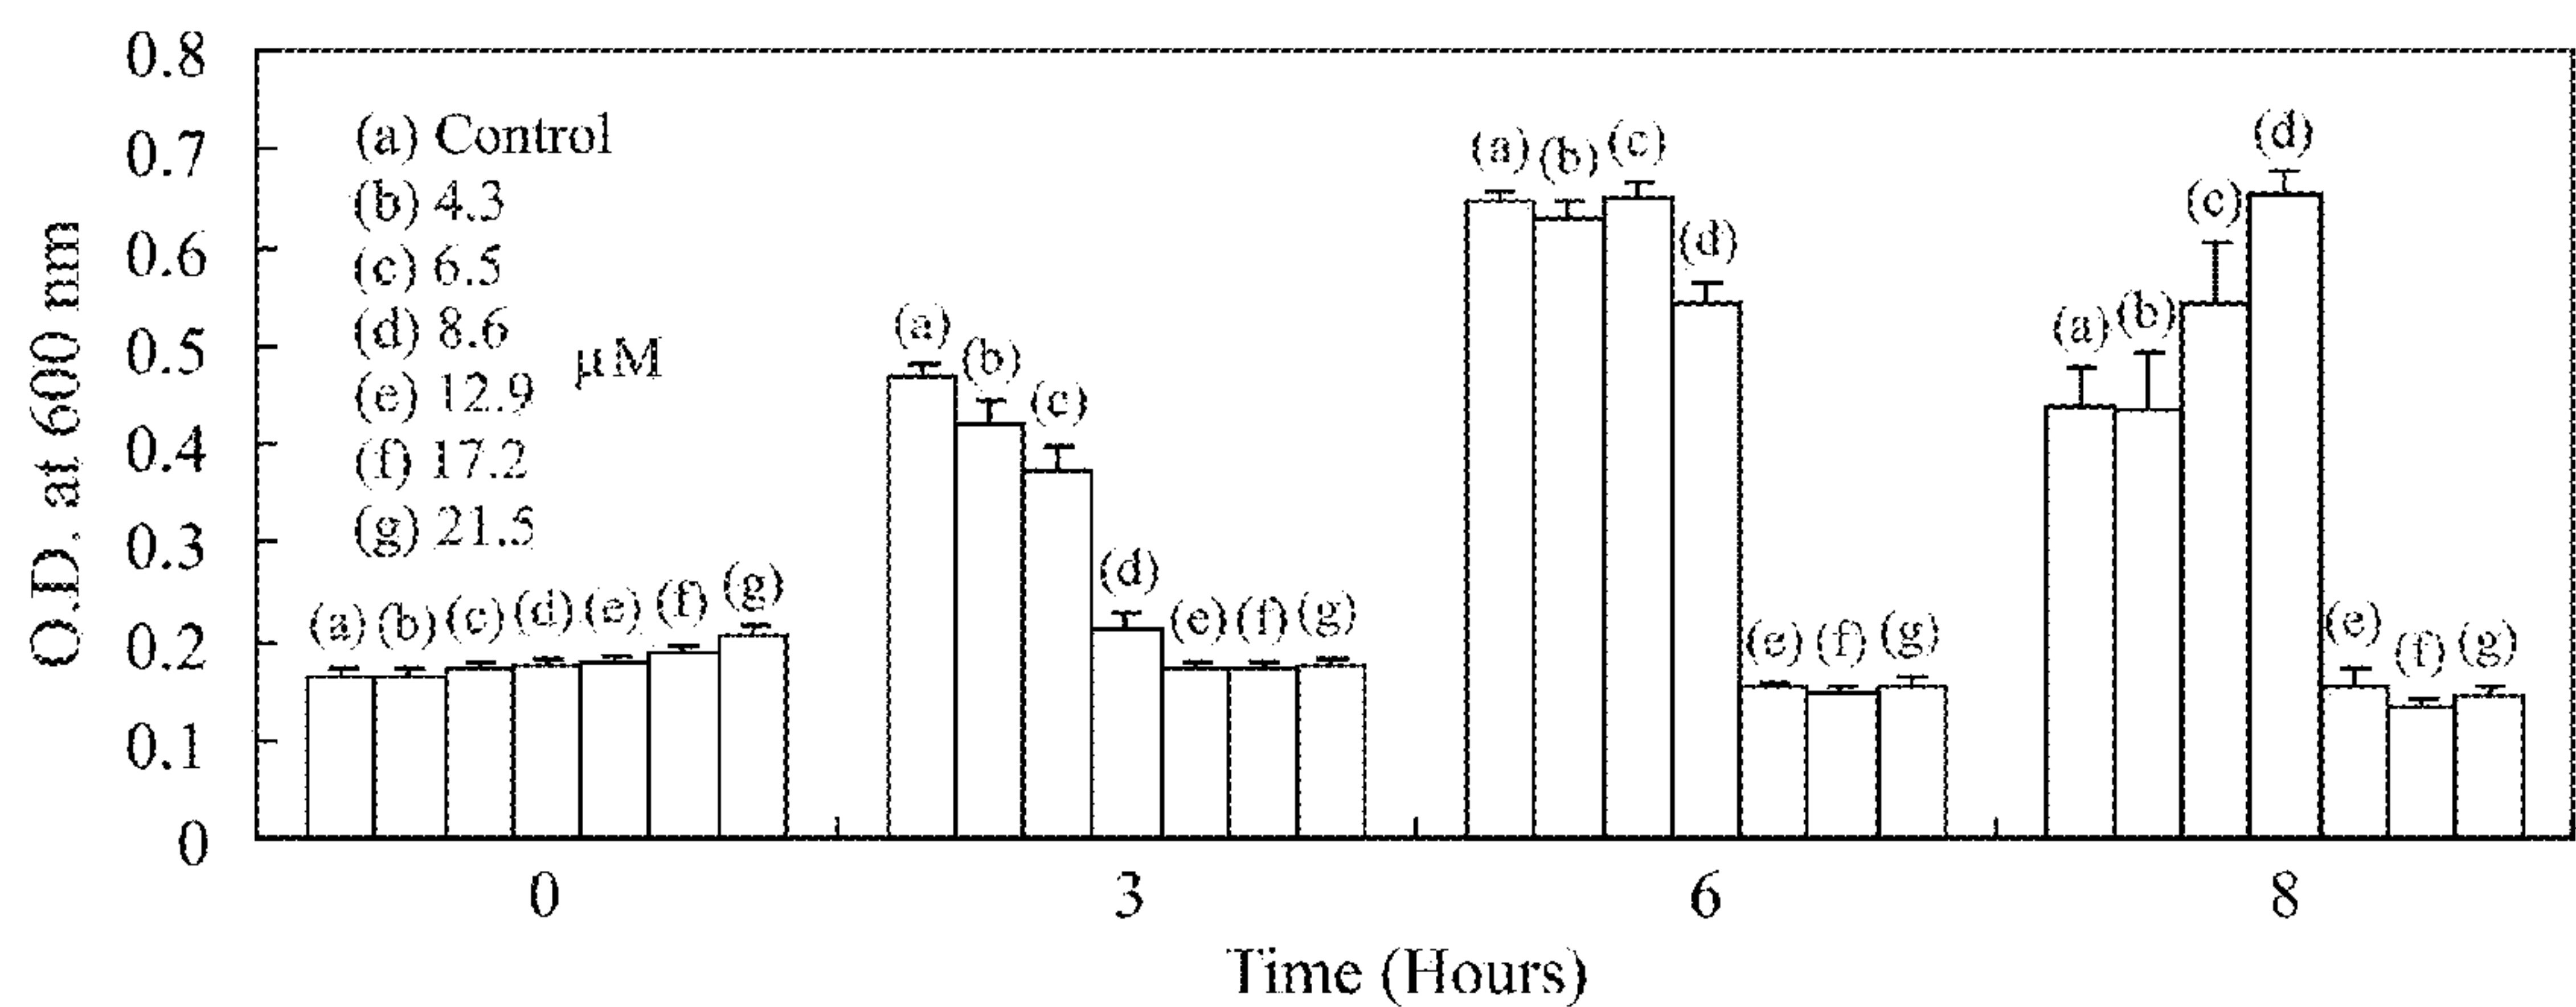 O.D. at 600 nm
0.8
0.7
0.6
0.5
0.4
0.3
0.2
0.1
0
(a) Control
(b) 4.3
(c) 6.5
(d) 8.6
(e) 12.9
(f) 17.2
(g) 21.5
μM
(a) (b) (c) (d) (e) (f) (g)
(a) (b) (c) (d) (e) (f) (g)
(a) (b) (c) (d) (e) (f) (g)
(a) (b) (c) (d) (e) (f) (g)
0 3 6 8
Time (Hours)